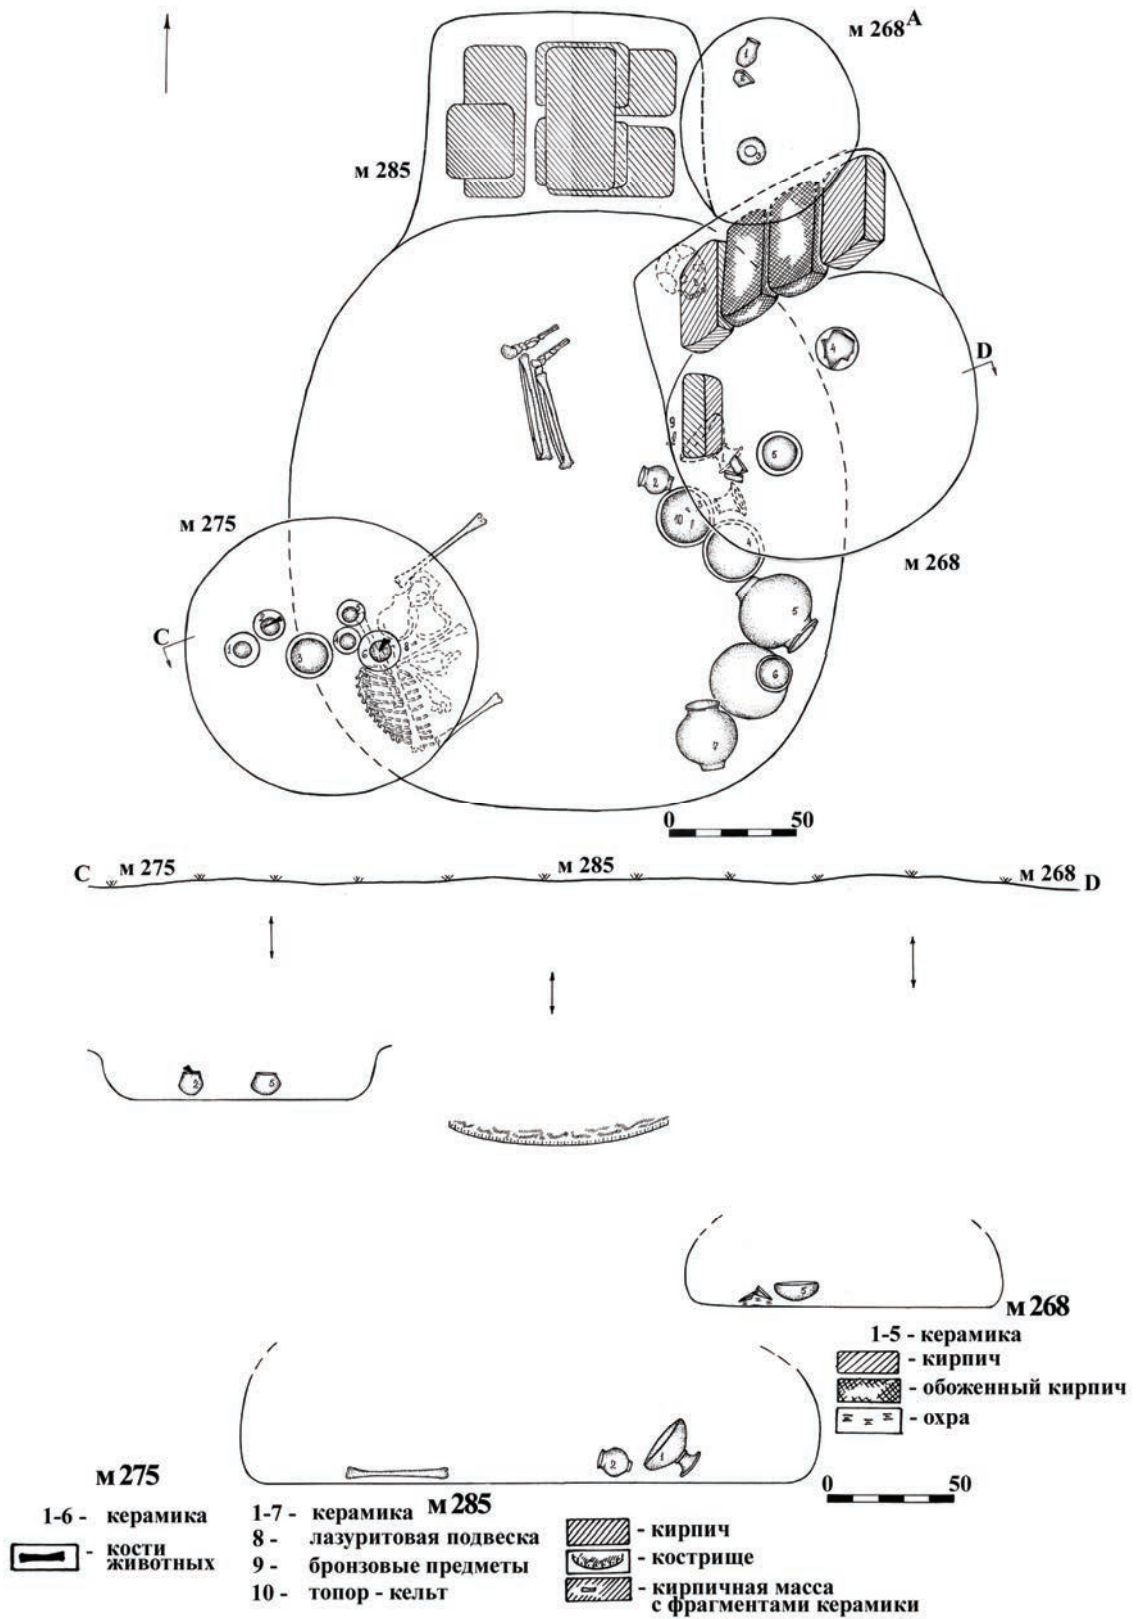 м 268ᴬ
м 285
D
м 275
C
м 268
0 50
C м 275 м 285 м 268 D
м 268
1-5 - керамика
- кирпич
- обоженный кирпич
- охра
0 50
м 275
1-6 - керамика
- кости
животных
м 285
1-7 - керамика
8 - лазуритовая подвеска
9 - бронзовые предметы
10 - топор - кельт
- кирпич
- кострище
- кирпичная масса
с фрагментами керамики